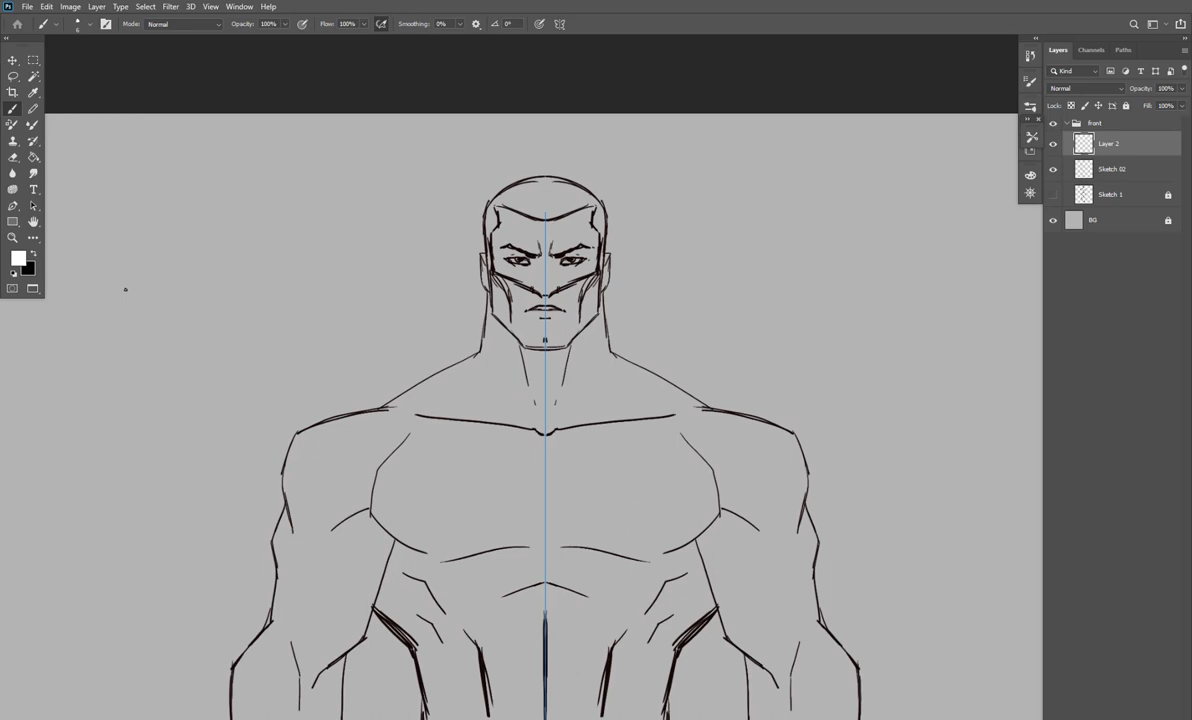 Ps File Edit Image Layer Type Select Filter 3D View Window Help
6 Mode: Normal Opacity: 100% Flow: 100% Smoothing: 0% 0°
Layers Channels Paths
Kind
Normal Opacity: 100%
Lock: Fill: 100%
front
Layer 2
Sketch 02
Sketch 1
BG